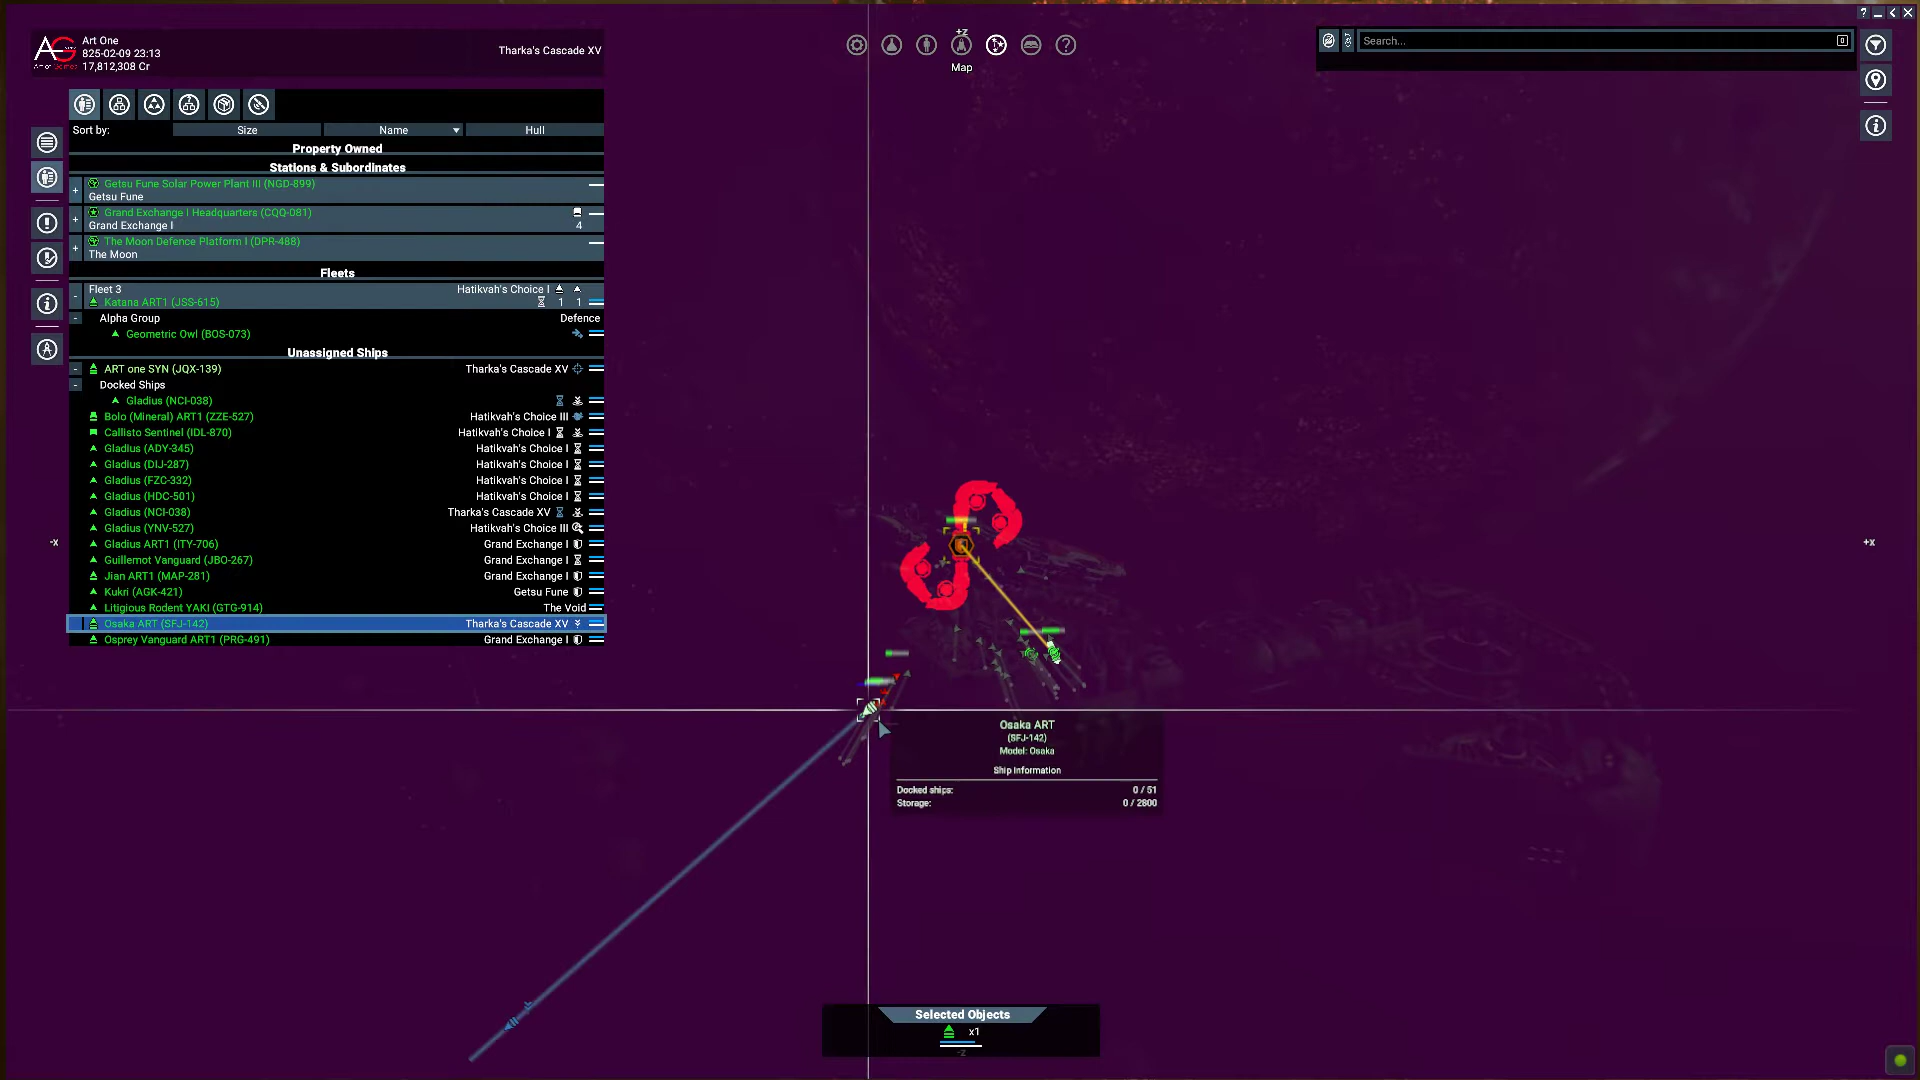 Art One
825-02-09 23:13
17,812,308 Cr
Tharka's Cascade XV
+Z
Map
Search...
Sort by:
Size
Name
Hull
Property Owned
Stations & Subordinates
Getsu Fune Solar Power Plant III (NGD-899)
Getsu Fune
Grand Exchange I Headquarters (CQQ-081)
Grand Exchange I
4
The Moon Defence Platform I (DPR-488)
The Moon
Fleets
Fleet 3
Hatikvah's Choice I
Katana ART1 (JSS-615)
1 1
Alpha Group
Defence
Geometric Owl (BOS-073)
Unassigned Ships
ART one SYN (JQX-139)
Tharka's Cascade XV
Docked Ships
Gladius (NCI-038)
Bolo (Mineral) ART1 (ZZE-527)
Hatikvah's Choice III
Callisto Sentinel (IDL-870)
Hatikvah's Choice I
Gladius (ADY-345)
Hatikvah's Choice I
Gladius (DIJ-287)
Hatikvah's Choice I
Gladius (FZC-332)
Hatikvah's Choice I
Gladius (HDC-501)
Hatikvah's Choice I
Gladius (NCI-038)
Tharka's Cascade XV
Gladius (YNV-527)
Hatikvah's Choice III
Gladius ART1 (ITY-706)
Grand Exchange I
Guillemot Vanguard (JBO-267)
Grand Exchange I
Jian ART1 (MAP-281)
Grand Exchange I
Kukri (AGK-421)
Getsu Fune
Litigious Rodent YAKI (GTG-914)
The Void
Osaka ART (SFJ-142)
Tharka's Cascade XV
Osprey Vanguard ART1 (PRG-491)
Grand Exchange I
-X
+X
Osaka ART
(SFJ-142)
Model: Osaka
Ship Information
Docked ships:
0 / 51
Storage:
0 / 2800
Selected Objects
x1
-Z